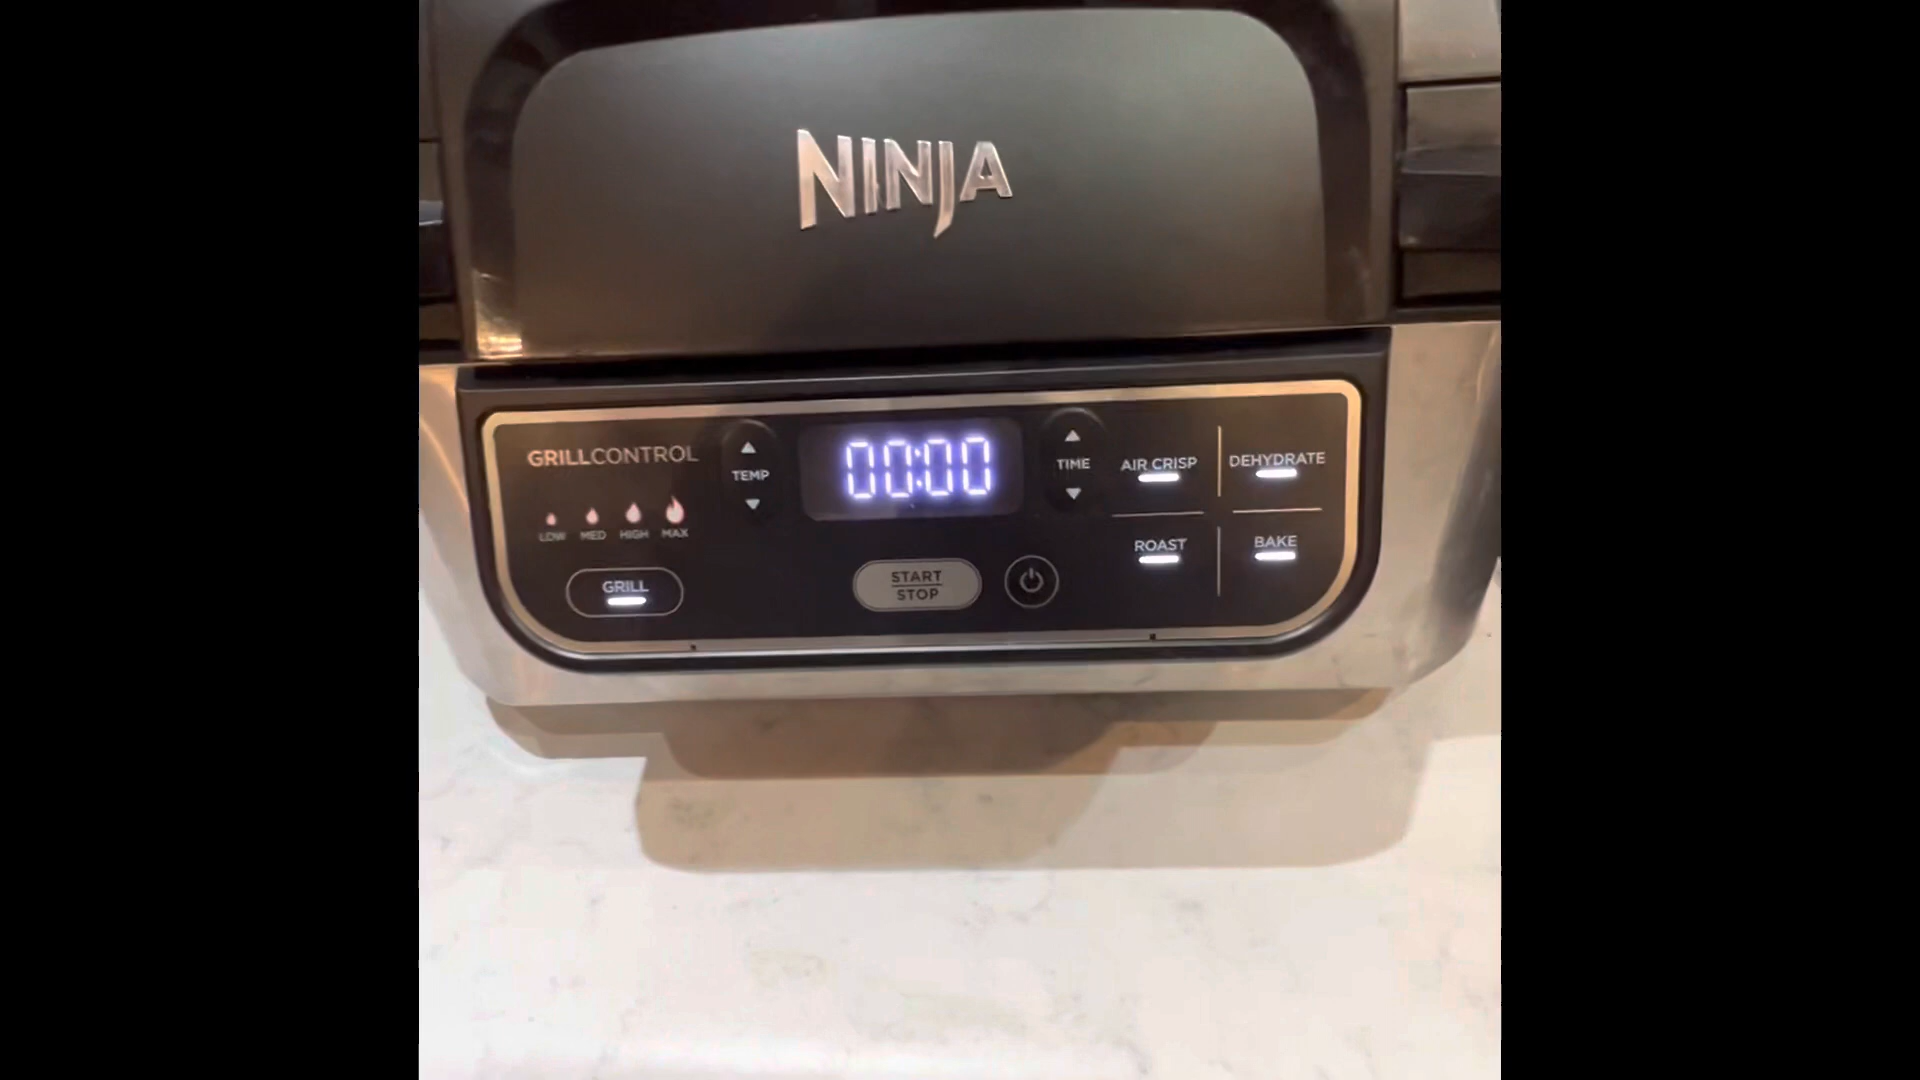 NINJA
GRILLCONTROL
TEMP
00:00
TIME
AIR CRISP
DEHYDRATE
LOW MED HIGH MAX
ROAST
BAKE
GRILL
START
STOP